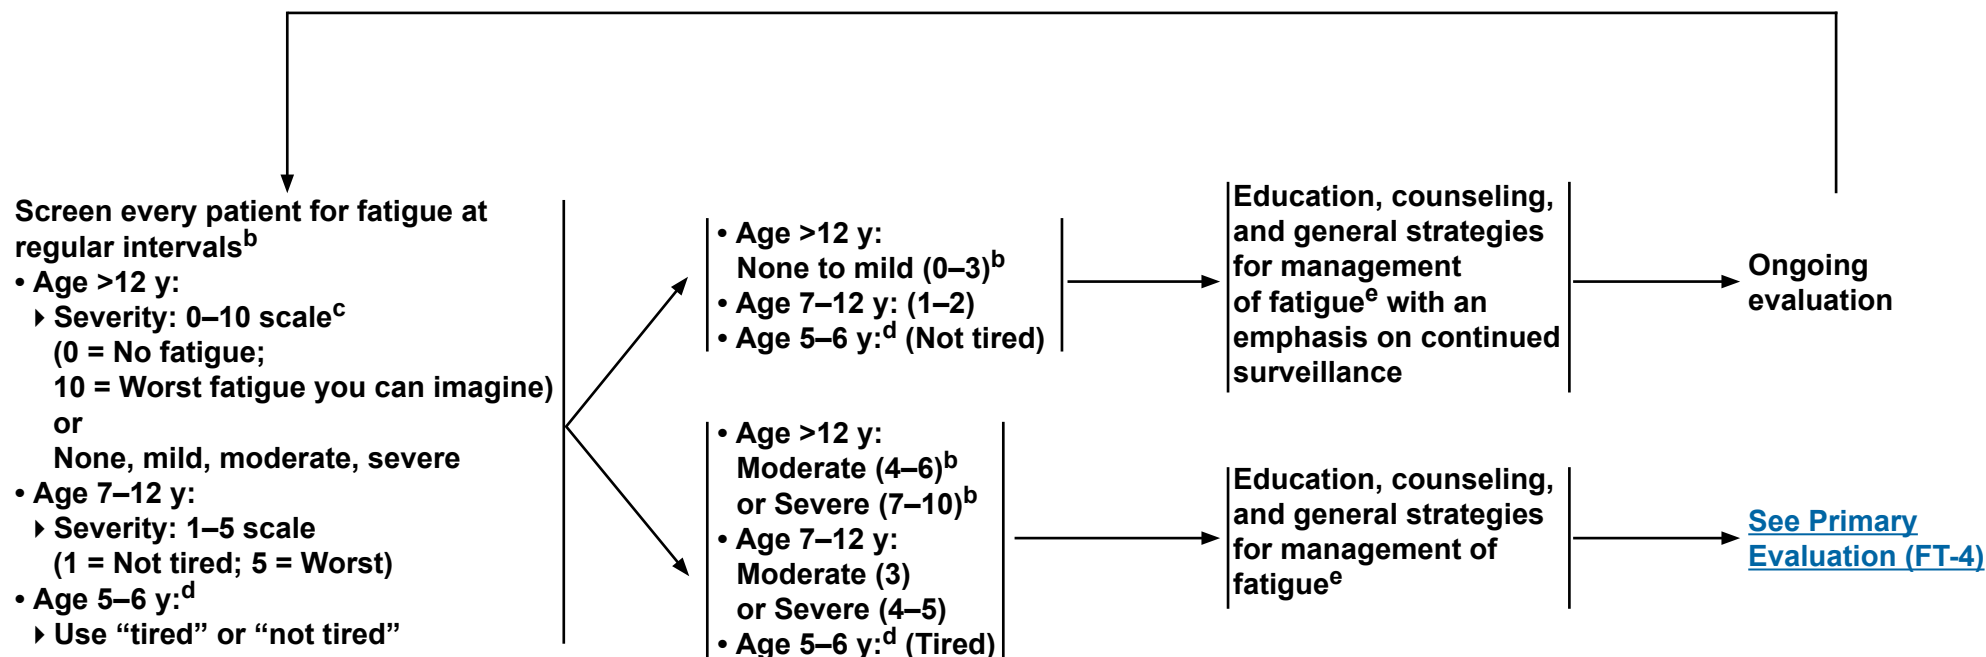 Screen every patient for fatigue at
regular intervalsb
• Age >12 y:
▸ Severity: 0–10 scalec
(0 = No fatigue;
10 = Worst fatigue you can imagine)
or
None, mild, moderate, severe
• Age 7–12 y:
▸ Severity: 1–5 scale
(1 = Not tired; 5 = Worst)
• Age 5–6 y:d
▸ Use “tired” or “not tired”
• Age >12 y:
None to mild (0–3)b
• Age 7–12 y: (1–2)
• Age 5–6 y:d (Not tired)
Education, counseling,
and general strategies
for management
of fatiguee with an
emphasis on continued
surveillance
Ongoing
evaluation
• Age >12 y:
Moderate (4–6)b
or Severe (7–10)b
• Age 7–12 y:
Moderate (3)
or Severe (4–5)
• Age 5–6 y:d (Tired)
Education, counseling,
and general strategies
for management of
fatiguee
See Primary
Evaluation (FT-4)